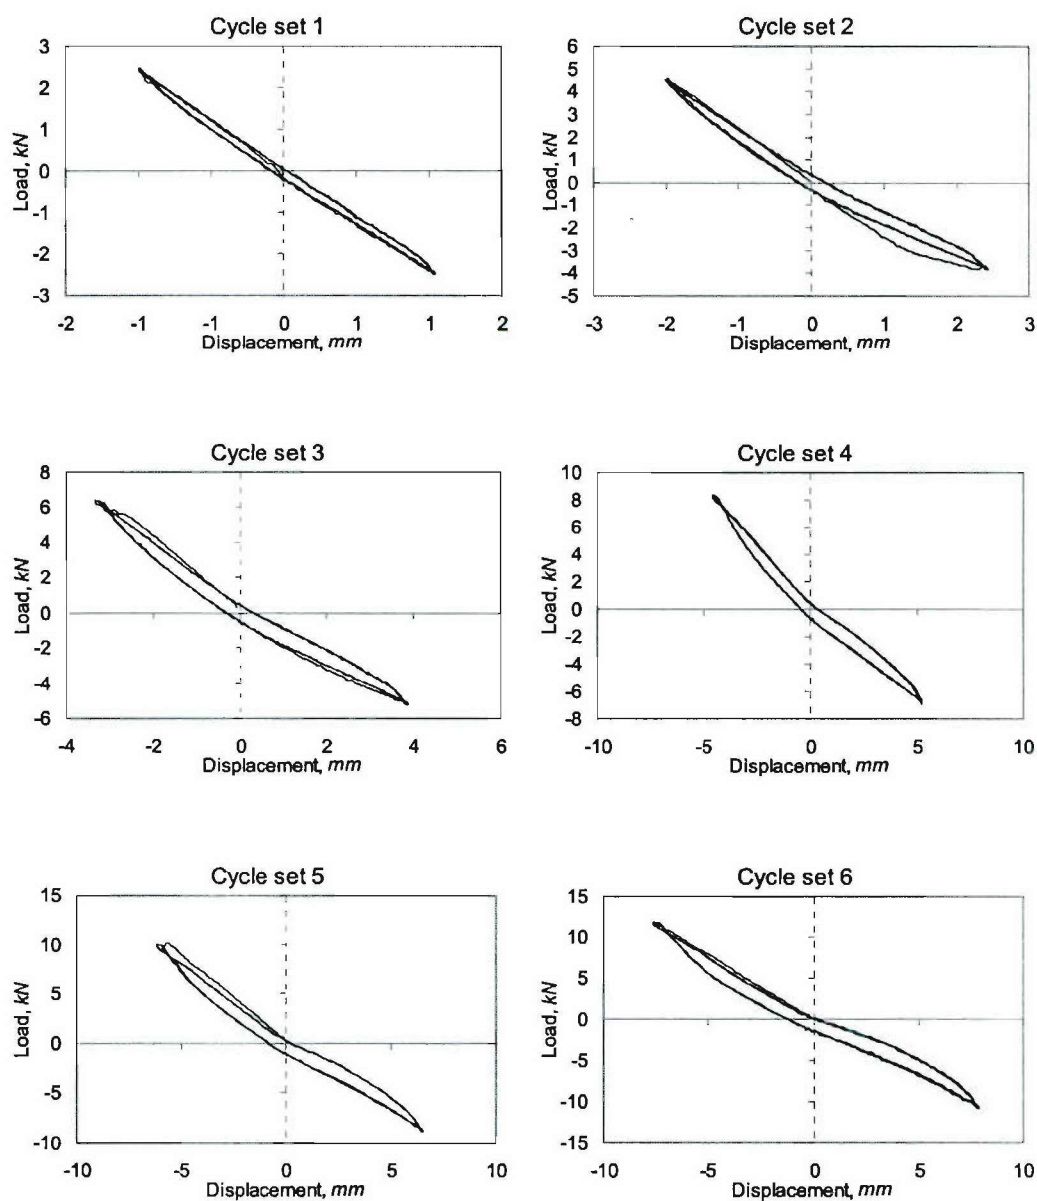 Cycle set 1
3
2
1
0
-1
-2
-3
Load, kN
-2 -1 -1 0 1 1 2
Displacement, mm
Cycle set 2
6
5
4
3
2
1
0
-1
-2
-3
-4
-5
Load, kN
-3 -2 -1 0 1 2 3
Displacement, mm
Cycle set 3
8
6
4
2
0
-2
-4
-6
Load, kN
-4 -2 0 2 4 6
Displacement, mm
Cycle set 4
10
8
6
4
2
0
-2
-4
-6
-8
Load, kN
-10 -5 0 5 10
Displacement, mm
Cycle set 5
15
10
5
0
-5
-10
Load, kN
-10 -5 0 5 10
Displacement, mm
Cycle set 6
15
10
5
0
-5
-10
-15
Load, kN
-10 -5 0 5 10
Displacement, mm